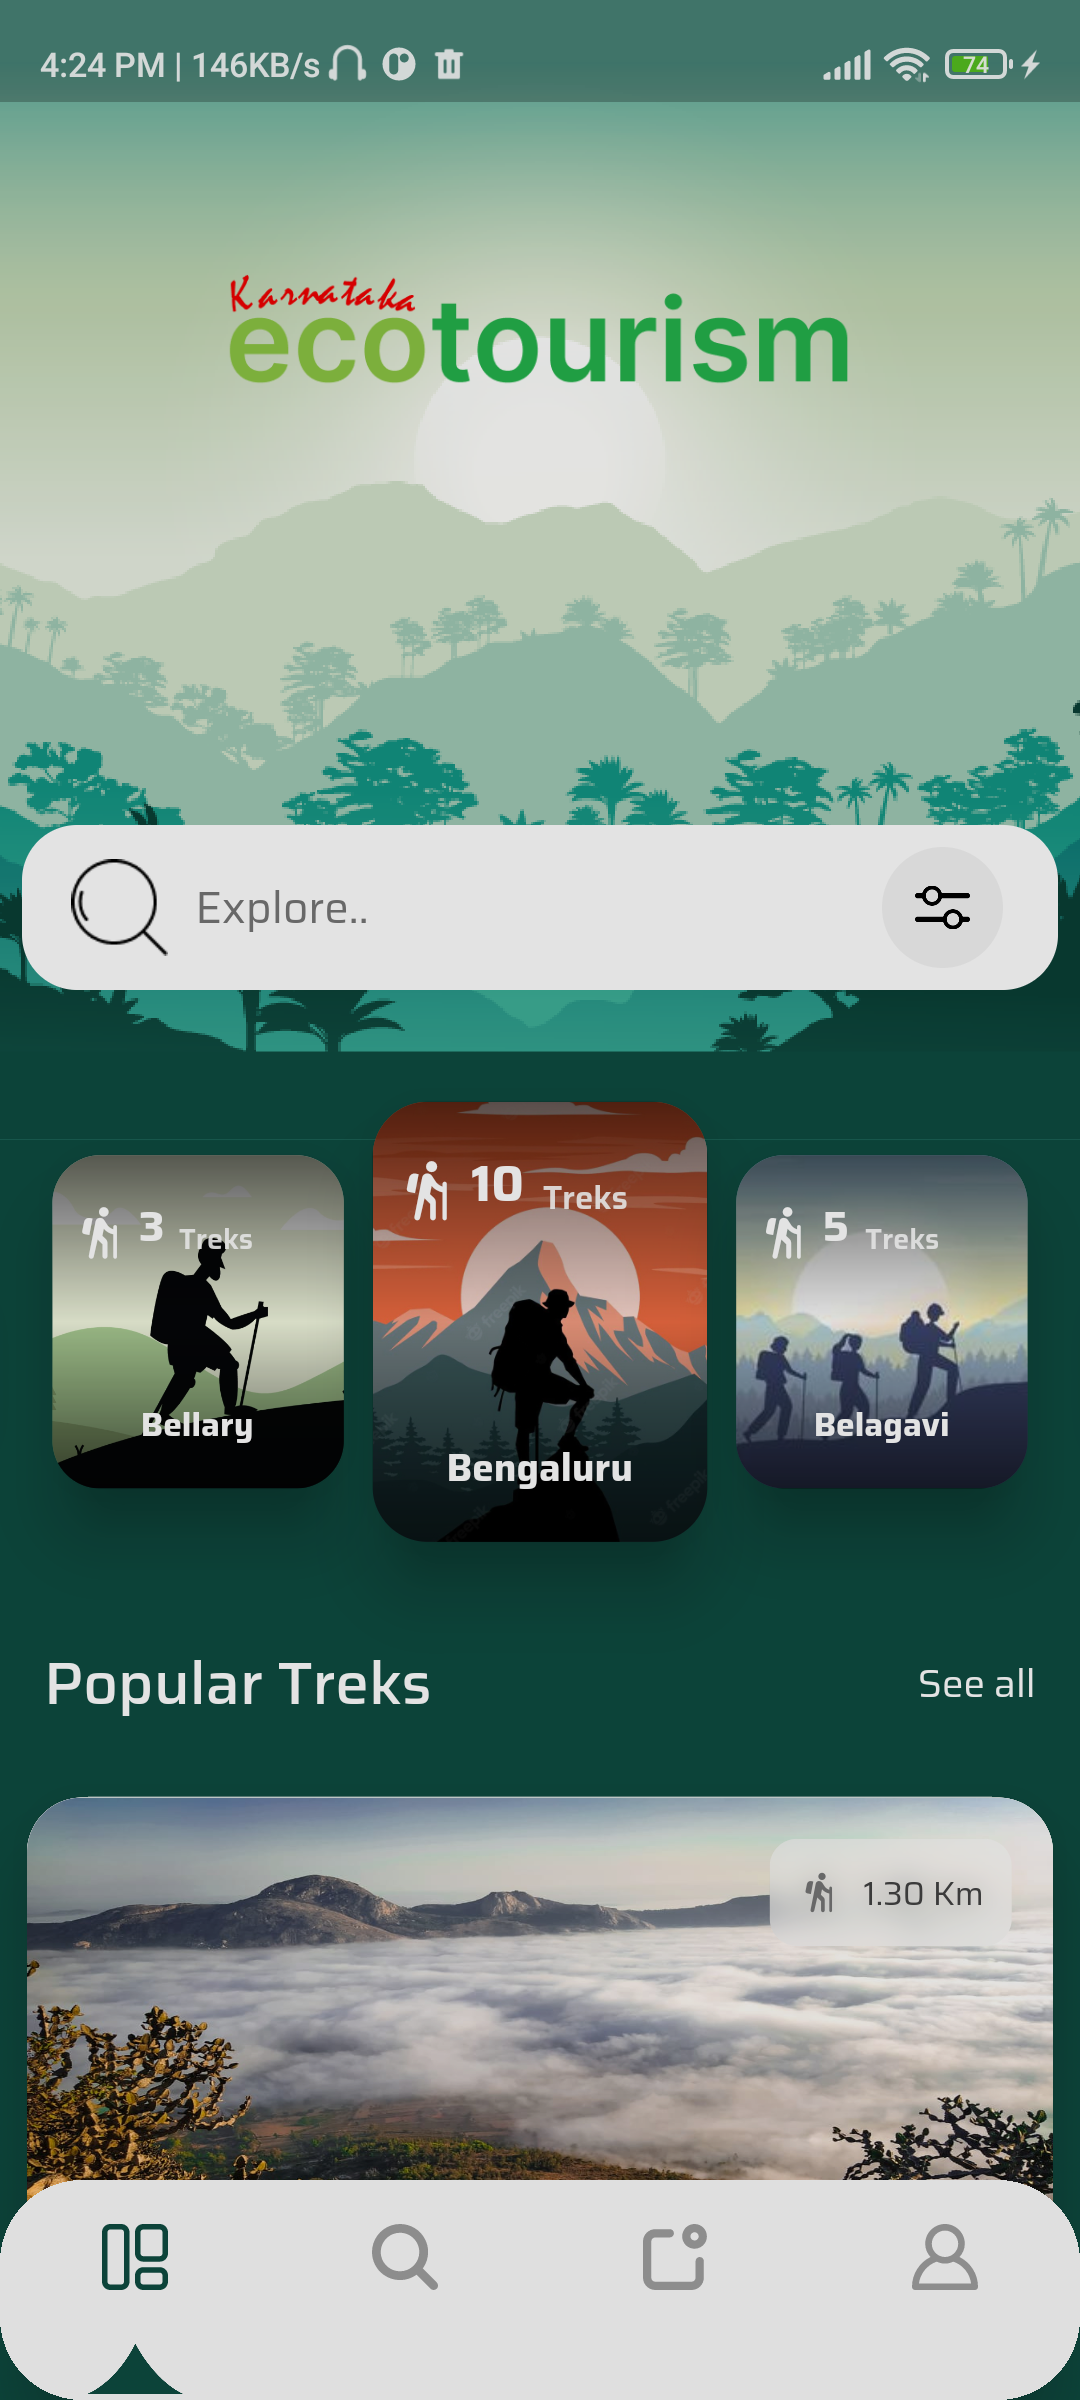 4:24 PM | 146KB/s
74
Karnataka
ecotourism
Explore..
3 Treks
10 Treks
5 Treks
Bellary
Bengaluru
Belagavi
Popular Treks
See all
1.30 Km